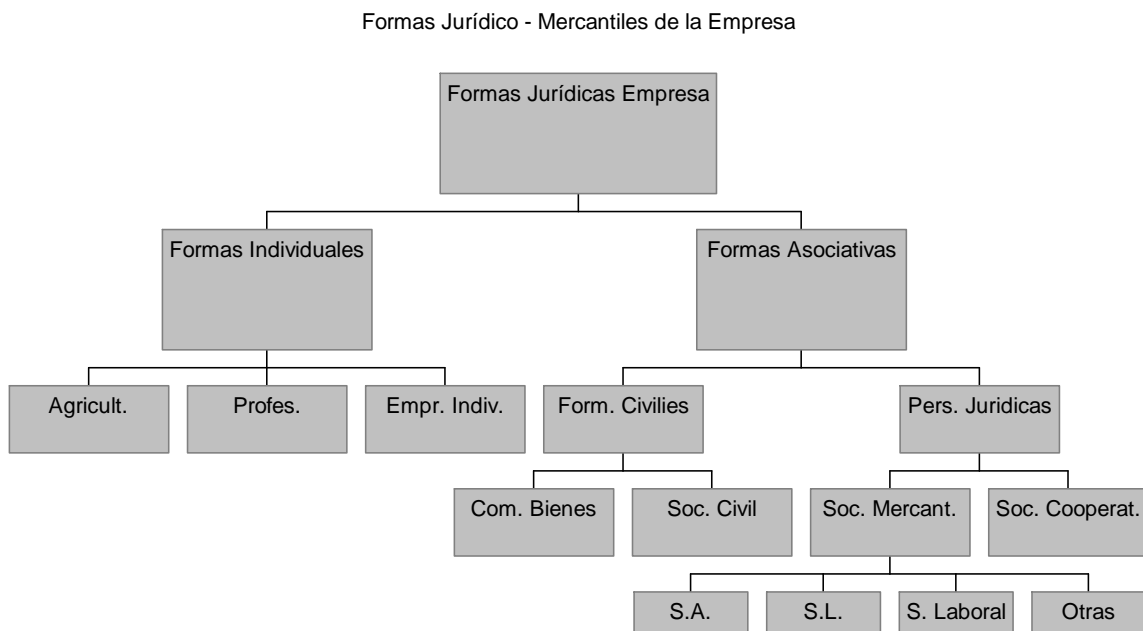 Formas Jurídico - Mercantiles de la Empresa
Formas Jurídicas Empresa
Formas Individuales
Formas Asociativas
Agricult.
Profes.
Empr. Indiv.
Form. Civilies
Pers. Juridicas
Com. Bienes
Soc. Civil
Soc. Mercant.
Soc. Cooperat.
S.A.
S.L.
S. Laboral
Otras